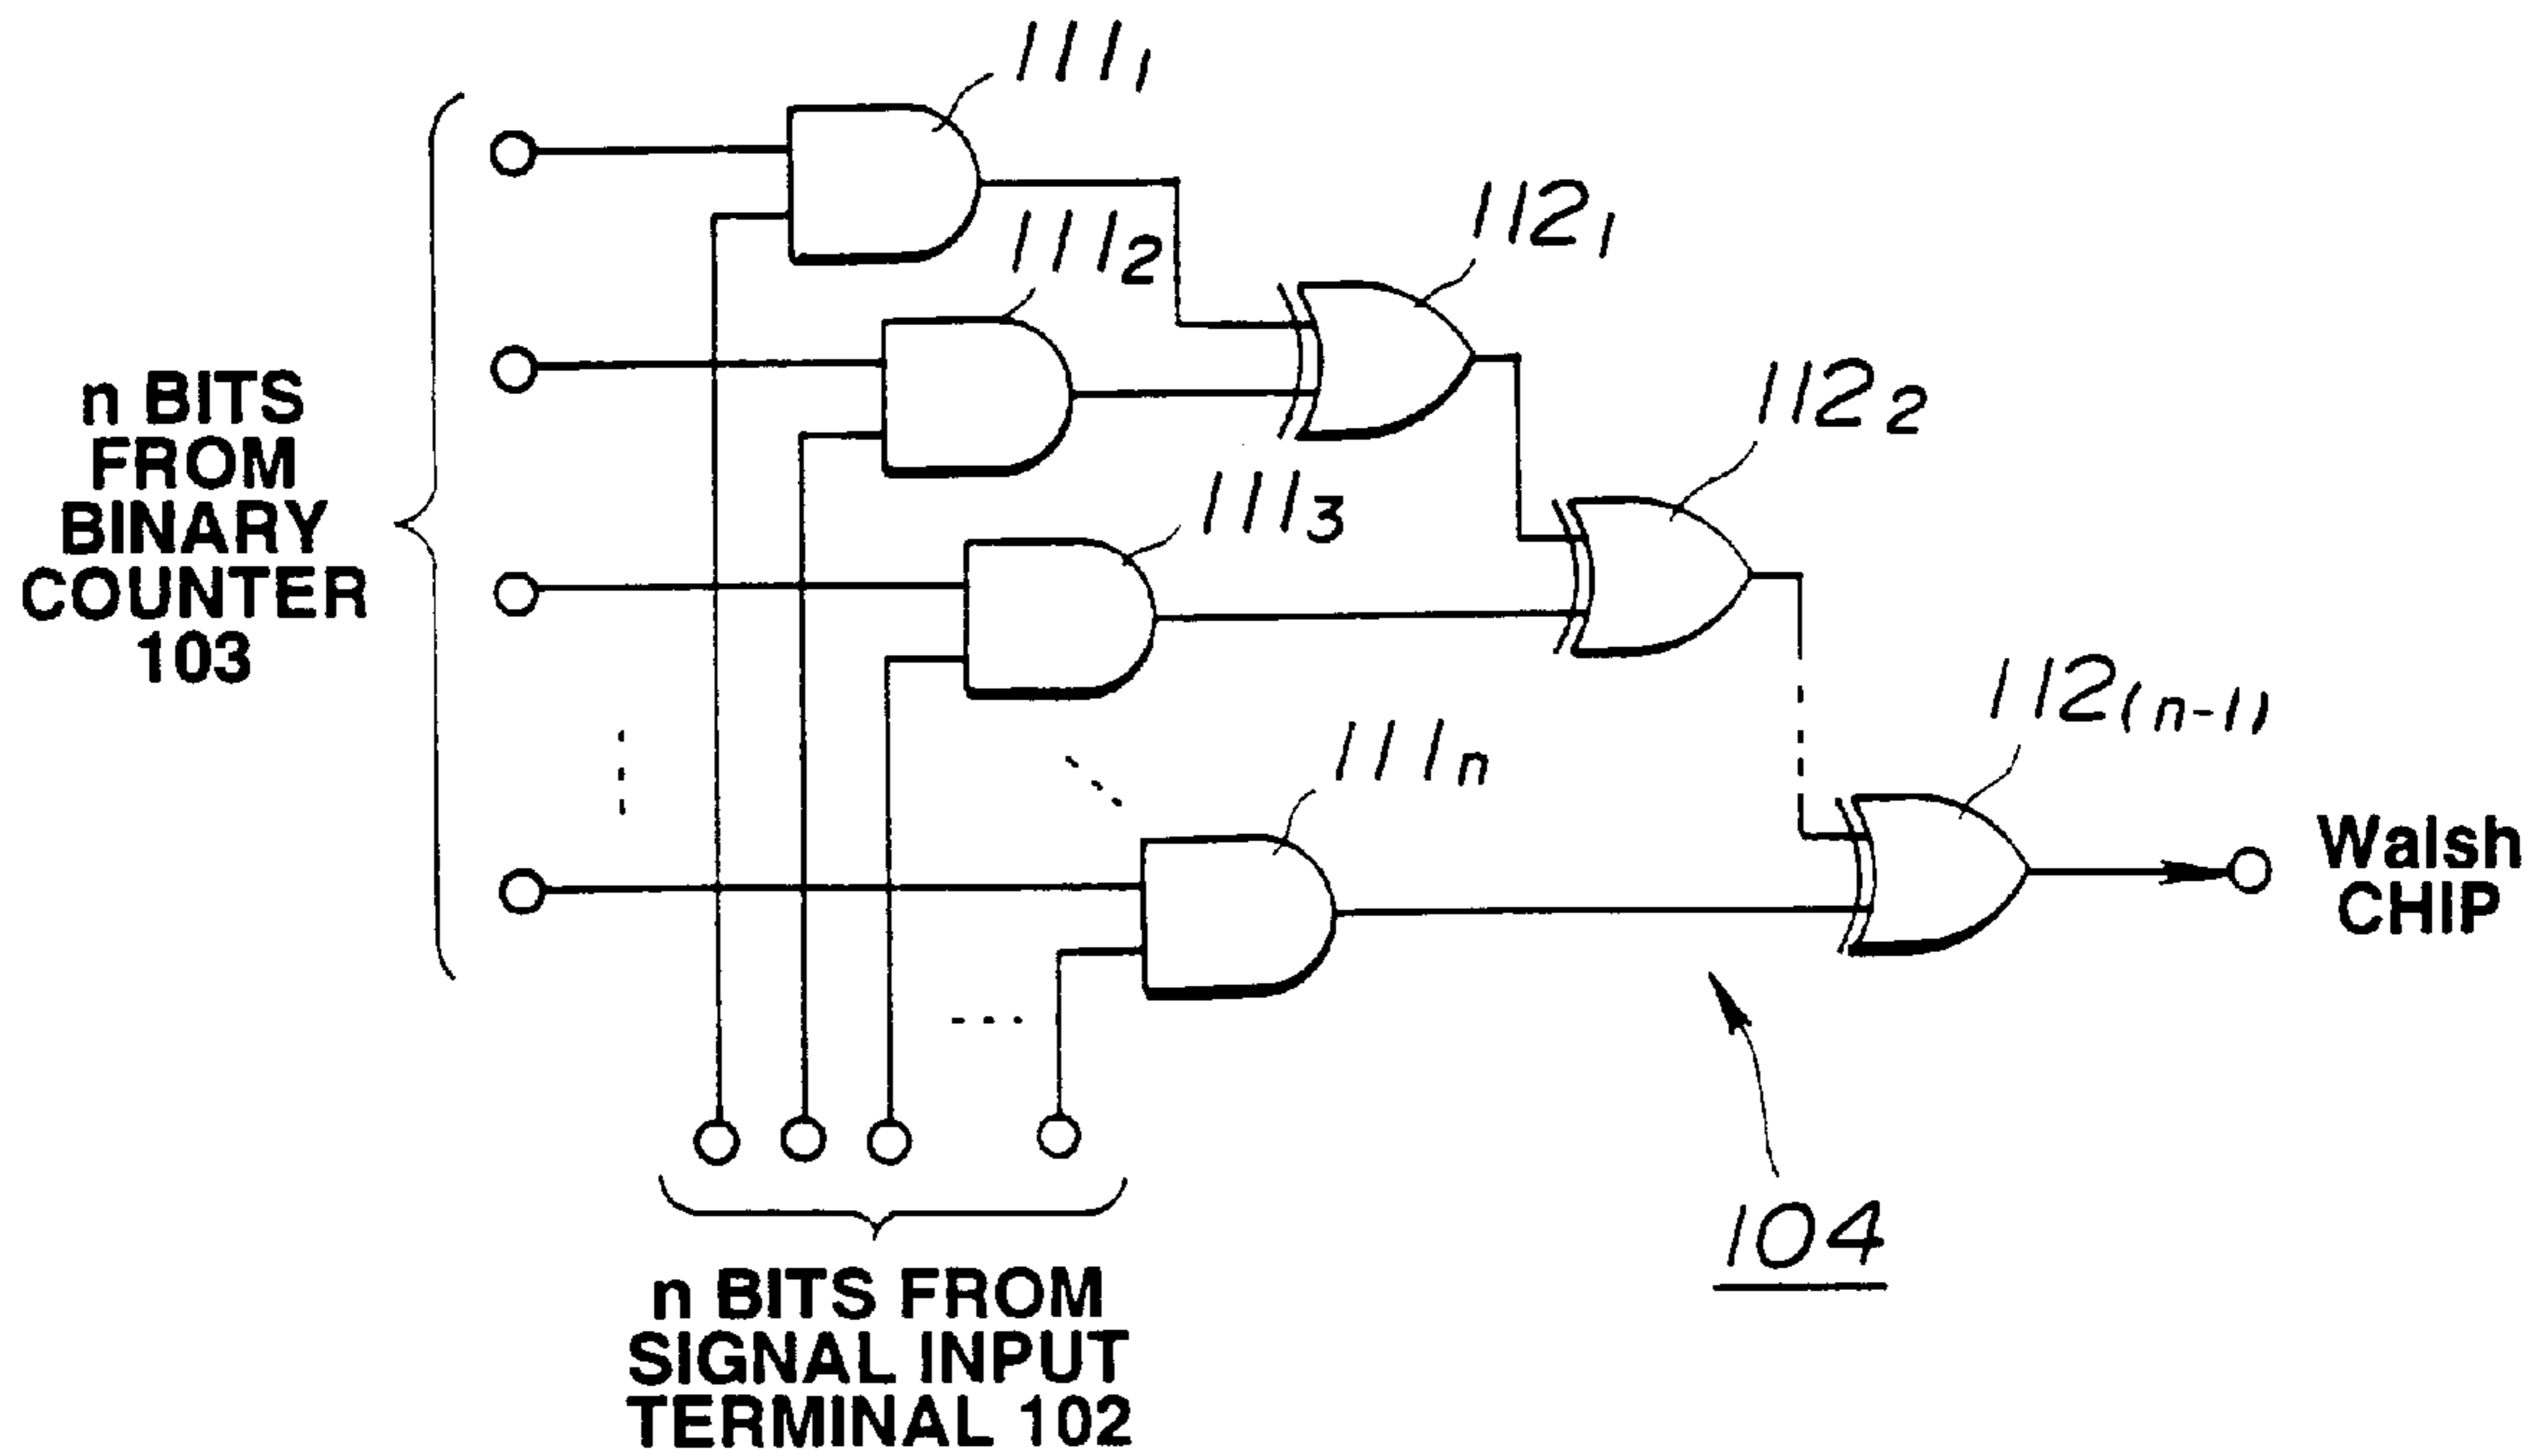 111₁
111₂
112₁
112₂
111₃
n BITS
FROM
BINARY
COUNTER
103
112(n-1)
111n
Walsh
CHIP
104
n BITS FROM
SIGNAL INPUT
TERMINAL 102